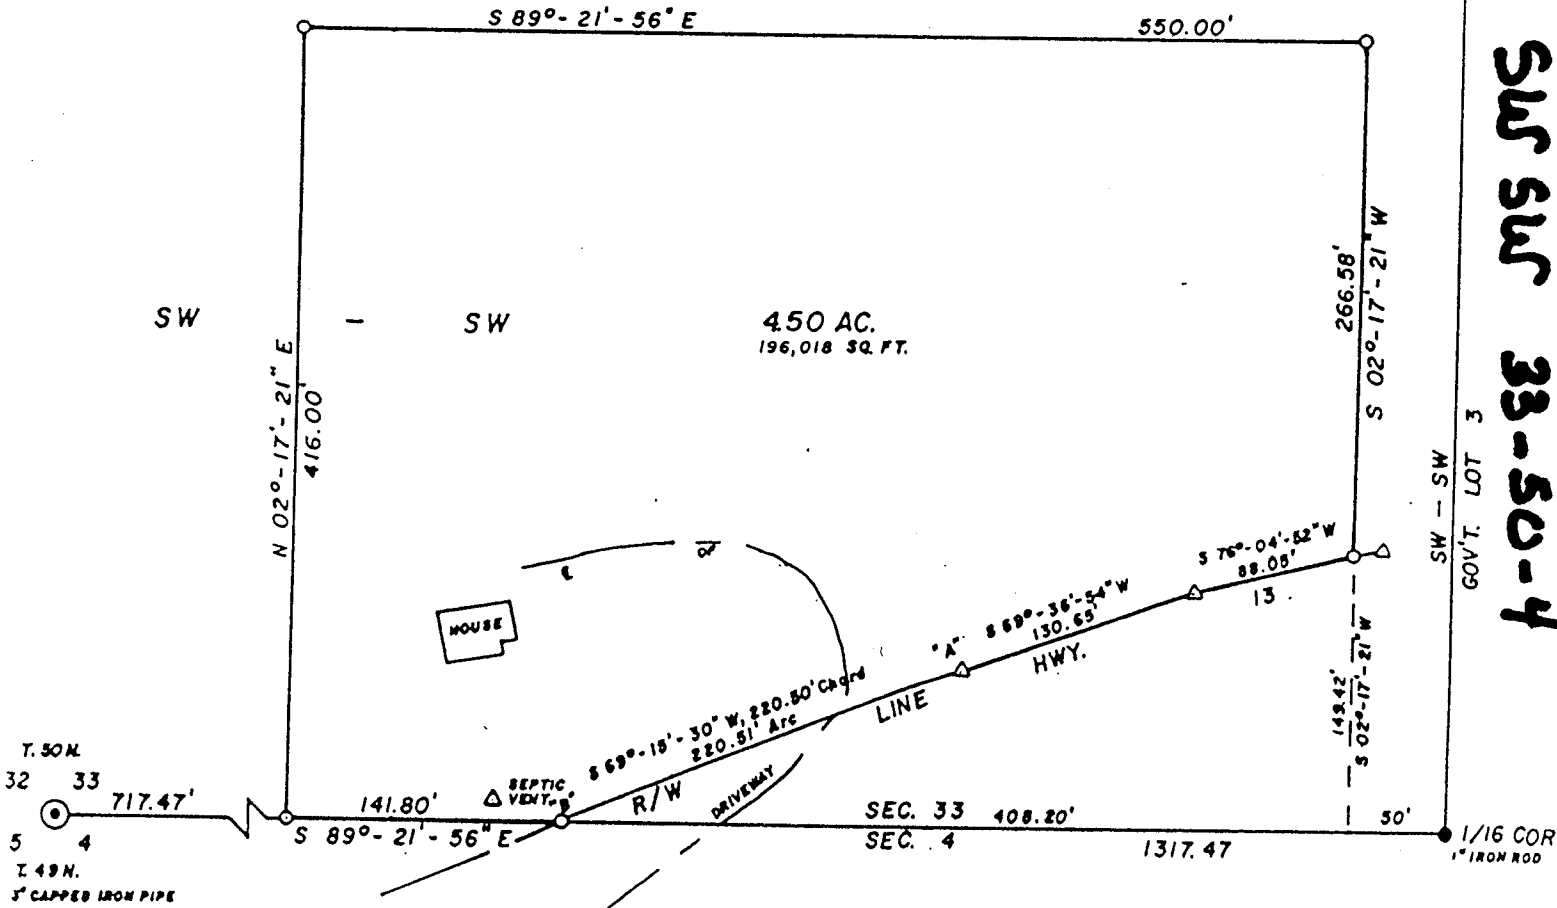 S 89°- 21'- 56" E
550.00'
SW SW 33-50-4
S 02°-17'-21" W
266.58'
SW - SW
4.50 AC.
196,018 SQ. FT.
N 02°-17'-21" E
416.00'
SW - SW
GOV'T. LOT 3
S 76°-04'-52" W
88.05'
13
S 69°-36'-54" W
130.65'
HWY.
"A"
HOUSE
S 69°-15'-30" W, 220.50' Chord
220.51' Arc
LINE
R/W
DRIVEWAY
SEPTIC
VENT
"B"
149.42'
S 02°-17'-21" W
T. 50 N.
32 33
717.47'
5 4
T. 49 N.
3" CAPPED IRON PIPE
141.80'
S 89°- 21'- 56" E
SEC. 33
408.20'
SEC. 4
1317.47
50'
1/16 COR
1" IRON ROD